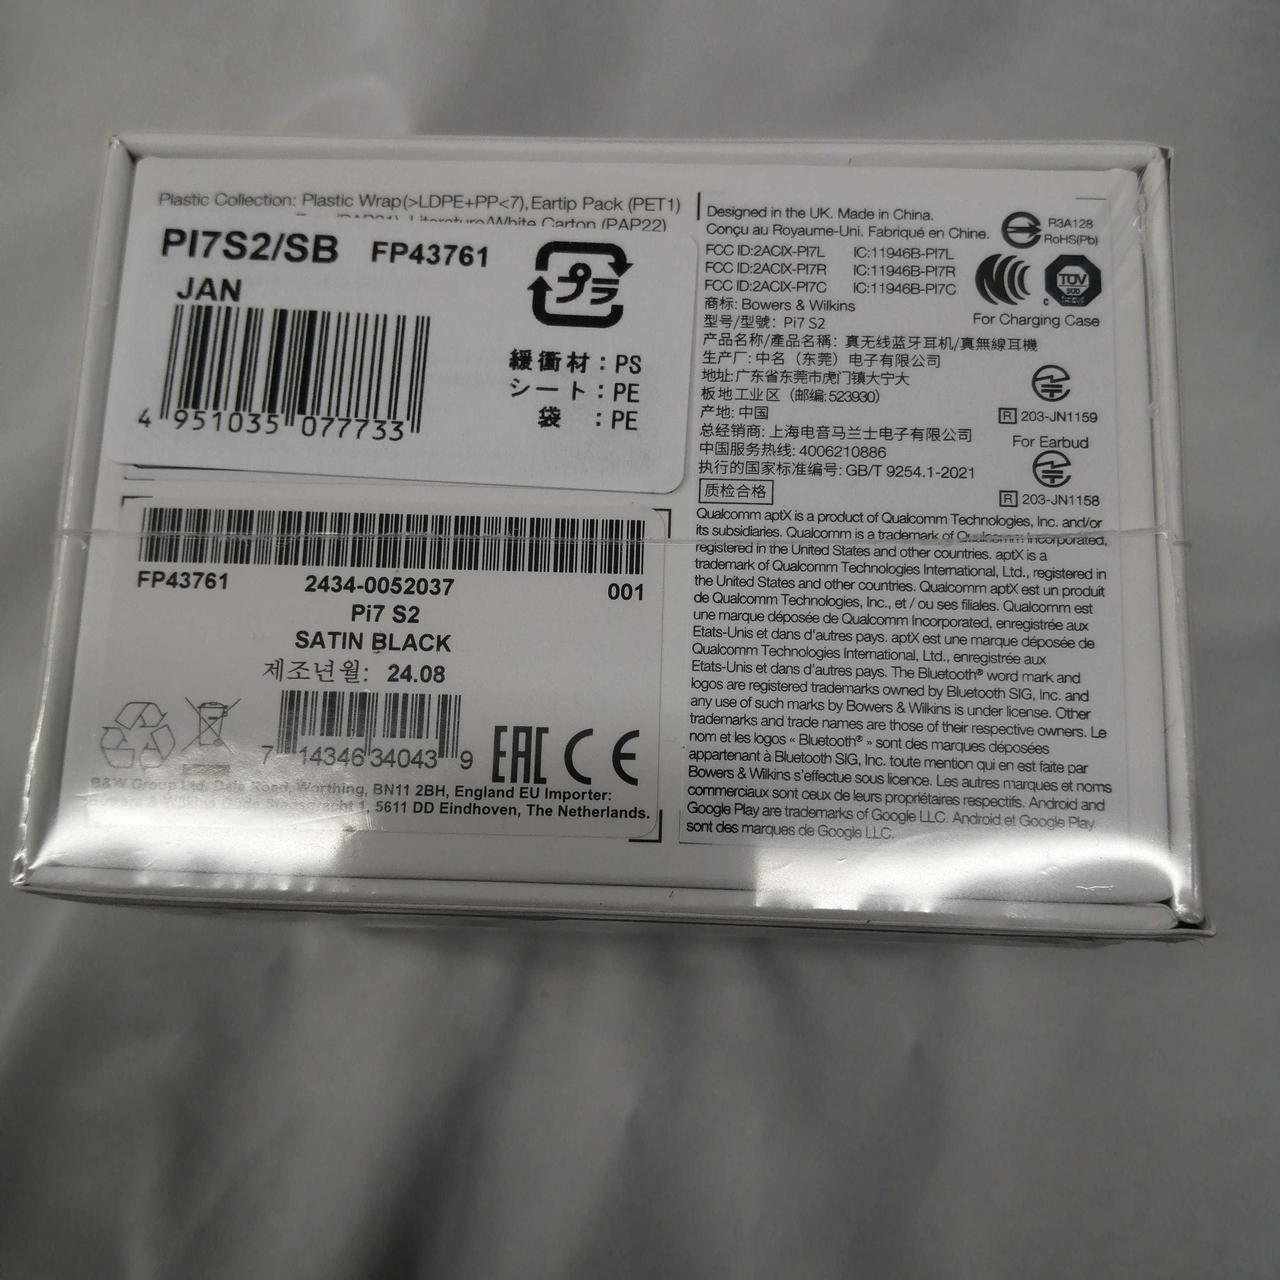 Plastic Collection: Plastic Wrap(>LDPE+PP<7), Eartip Pack (PET1)
Literature/White Carton (PAP22)
PI7S2/SB FP43761
JAN
4 951035 077733
プラ
緩衝材：PS
シート：PE
袋　：PE
FP43761 2434-0052037 001
Pi7 S2
SATIN BLACK
제조년월: 24.08
7 14346 34043 9
EAC CE
B&W Group Ltd. Dale Road, Worthing, BN11 2BH, England EU Importer:
1, 5611 DD Eindhoven, The Netherlands.
Designed in the UK. Made in China.
Conçu au Royaume-Uni. Fabriqué en Chine.
R3A128
RoHS(Pb)
FCC ID:2ACIX-PI7L IC:11946B-PI7L
FCC ID:2ACIX-PI7R IC:11946B-PI7R
FCC ID:2ACIX-PI7C IC:11946B-PI7C
TÜV
SÜD
For Charging Case
商标: Bowers & Wilkins
型号/型號: Pi7 S2
产品名称/產品名稱: 真无线蓝牙耳机/真無線耳機
生产厂: 中名（东莞）电子有限公司
地址: 广东省东莞市虎门镇大宁大
板地工业区（邮编: 523930）
产地: 中国
R 203-JN1159
总经销商: 上海电音马兰士电子有限公司
For Earbud
中国服务热线: 4006210886
执行的国家标准编号: GB/T 9254.1-2021
质检合格
R 203-JN1158
Qualcomm aptX is a product of Qualcomm Technologies, Inc. and/or
its subsidiaries. Qualcomm is a trademark of Qualcomm Incorporated,
registered in the United States and other countries. aptX is a
trademark of Qualcomm Technologies International, Ltd., registered in
the United States and other countries. Qualcomm aptX est un produit
de Qualcomm Technologies, Inc., et / ou ses filiales. Qualcomm est
une marque déposée de Qualcomm Incorporated, enregistrée aux
Etats-Unis et dans d'autres pays. aptX est une marque déposée de
Qualcomm Technologies International, Ltd., enregistrée aux
Etats-Unis et dans d'autres pays. The Bluetooth® word mark and
logos are registered trademarks owned by Bluetooth SIG, Inc. and
any use of such marks by Bowers & Wilkins is under license. Other
trademarks and trade names are those of their respective owners. Le
nom et les logos « Bluetooth® » sont des marques déposées
appartenant à Bluetooth SIG, Inc. toute mention qui en est faite par
Bowers & Wilkins s'effectue sous licence. Les autres marques et noms
commerciaux sont ceux de leurs propriétaires respectifs. Android and
Google Play are trademarks of Google LLC. Android et Google Play
sont des marques de Google LLC.